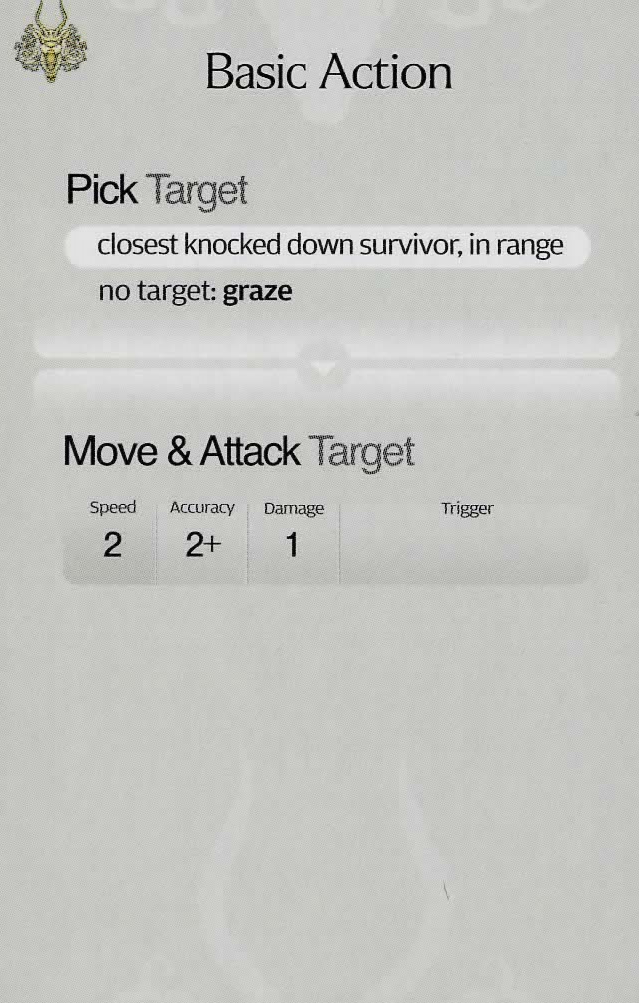 Basic Action
Pick Target
closest knocked down survivor, in range
no target: graze
Move & Attack Target
Speed Accuracy Damage Trigger
2 2+ 1